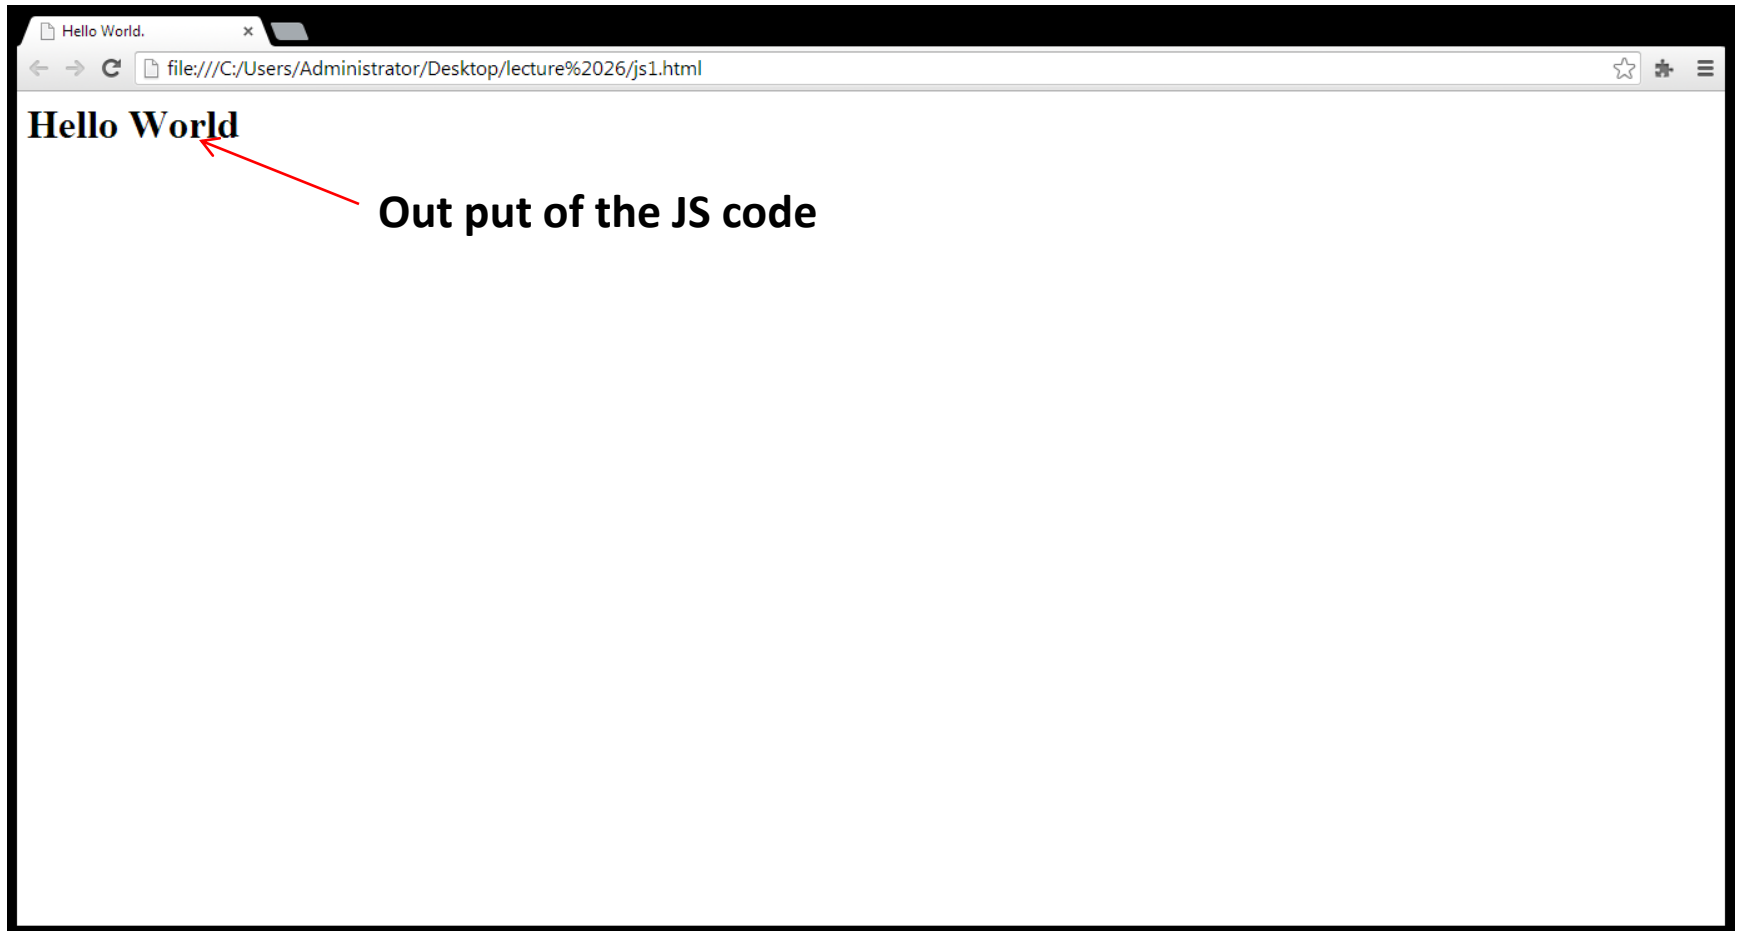 Hello World.
file:///C:/Users/Administrator/Desktop/lecture%2026/js1.html
Hello World
Out put of the JS code